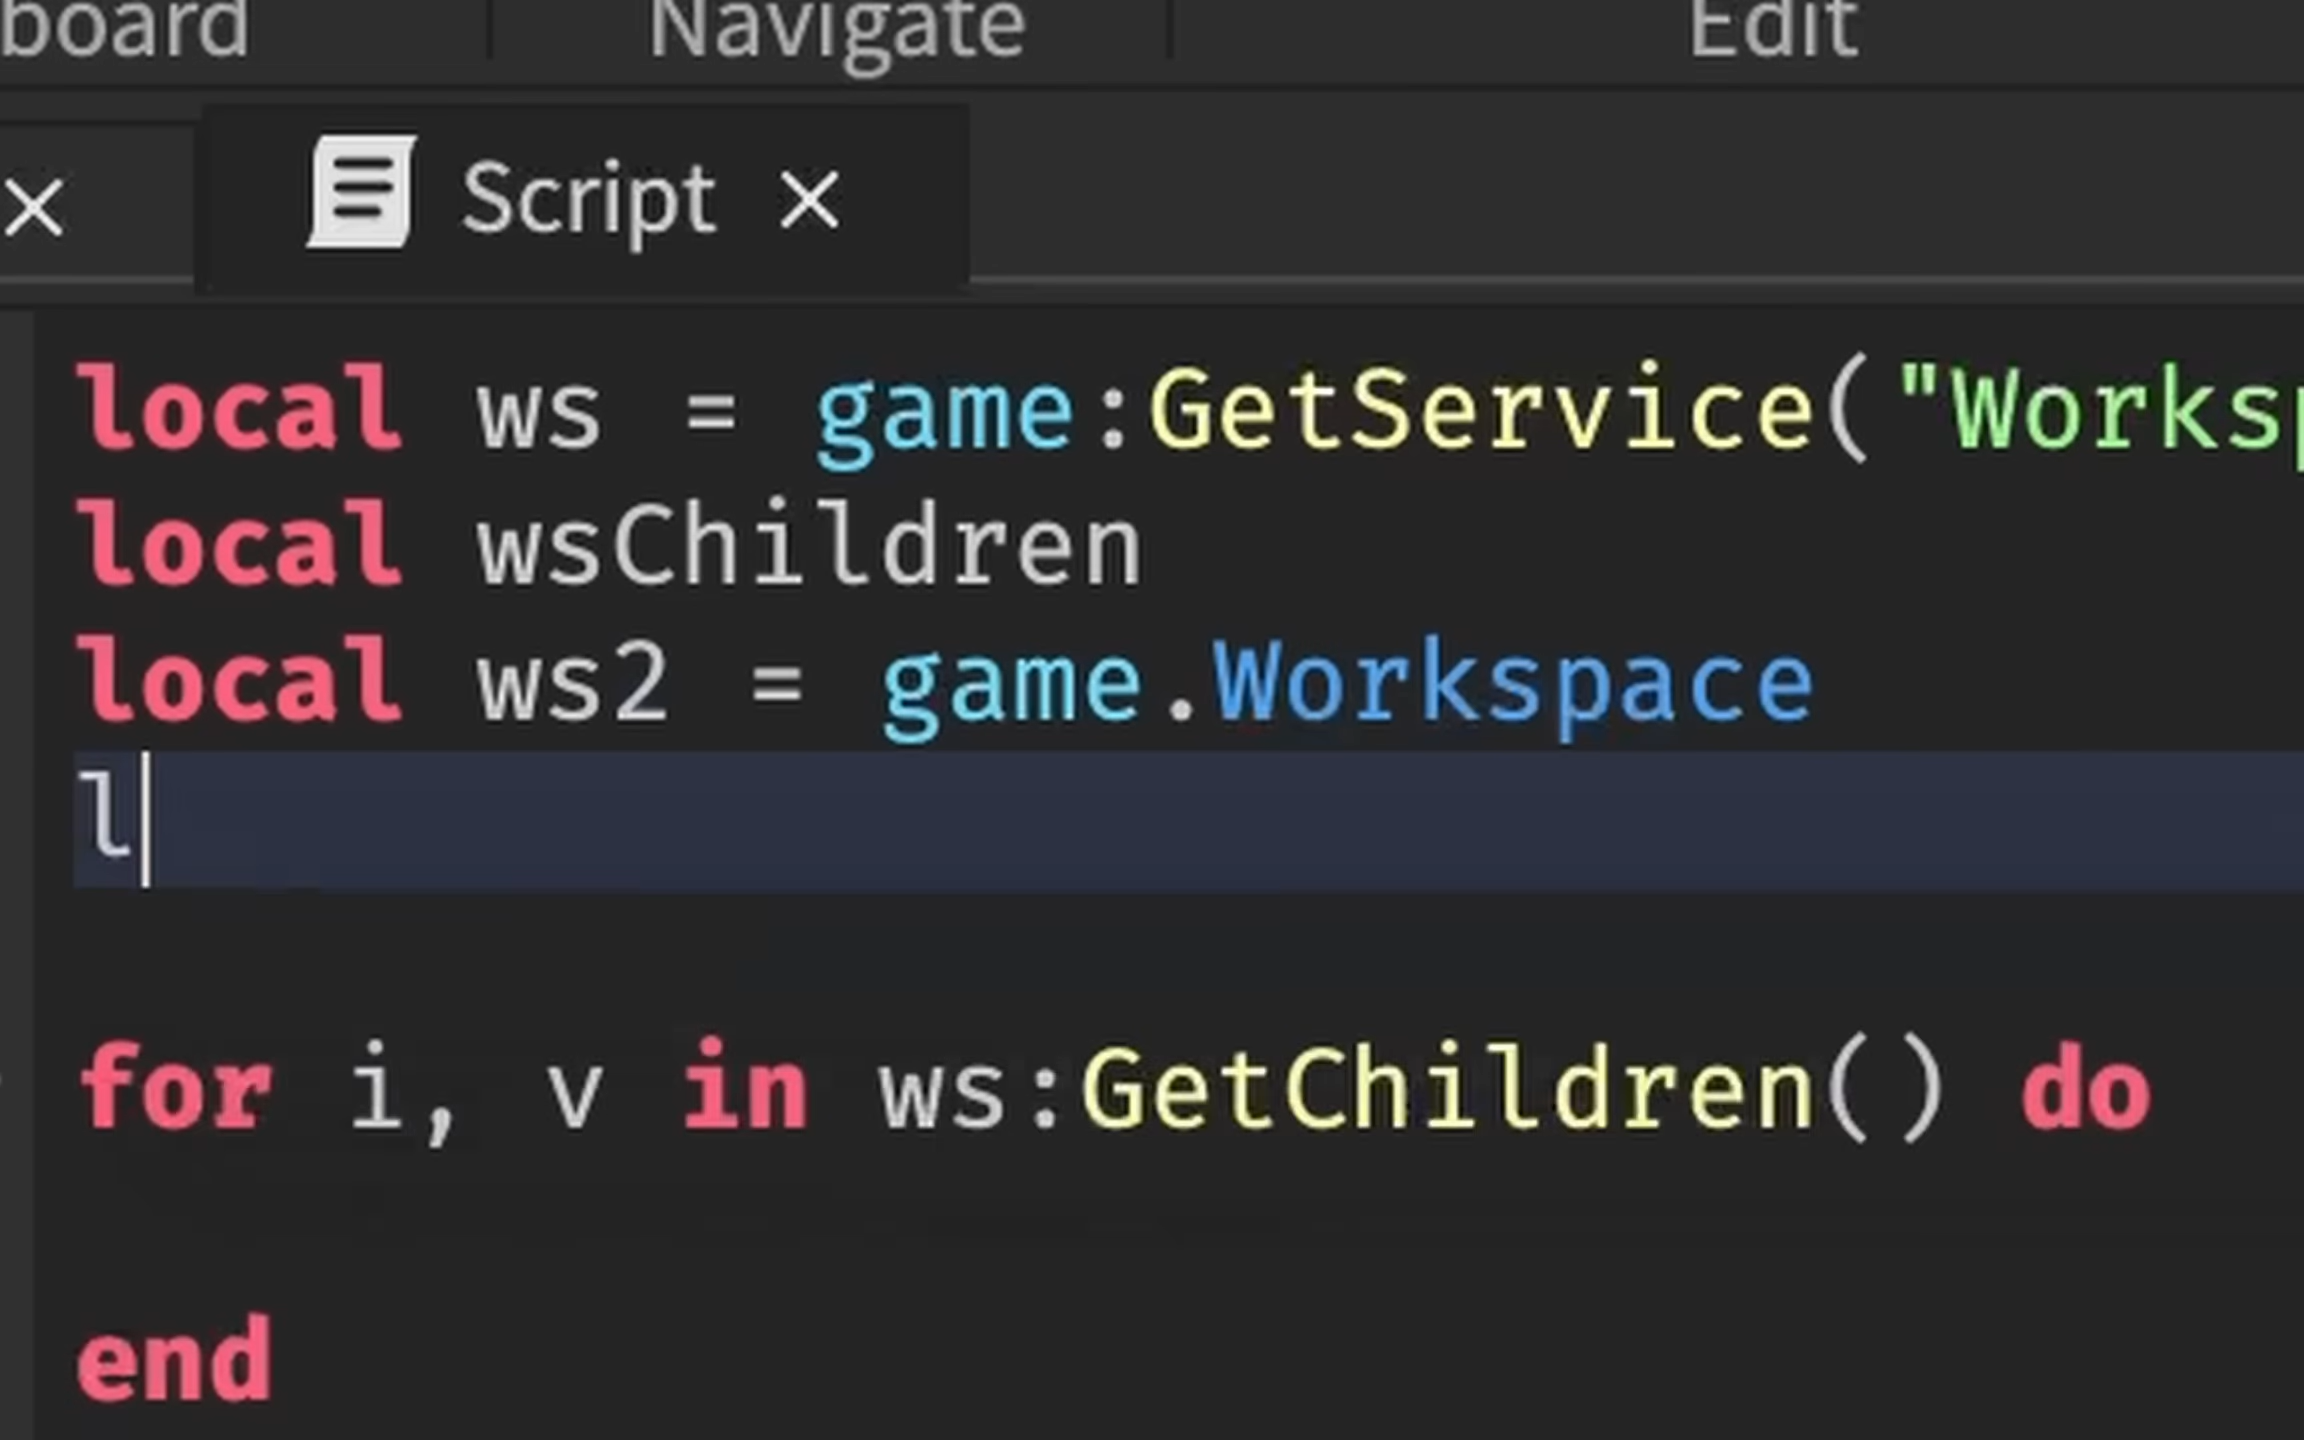 board Navigate Edit
Script
local ws = game:GetService("Worksp
local wsChildren
local ws2 = game.Workspace
l
for i, v in ws:GetChildren() do
end